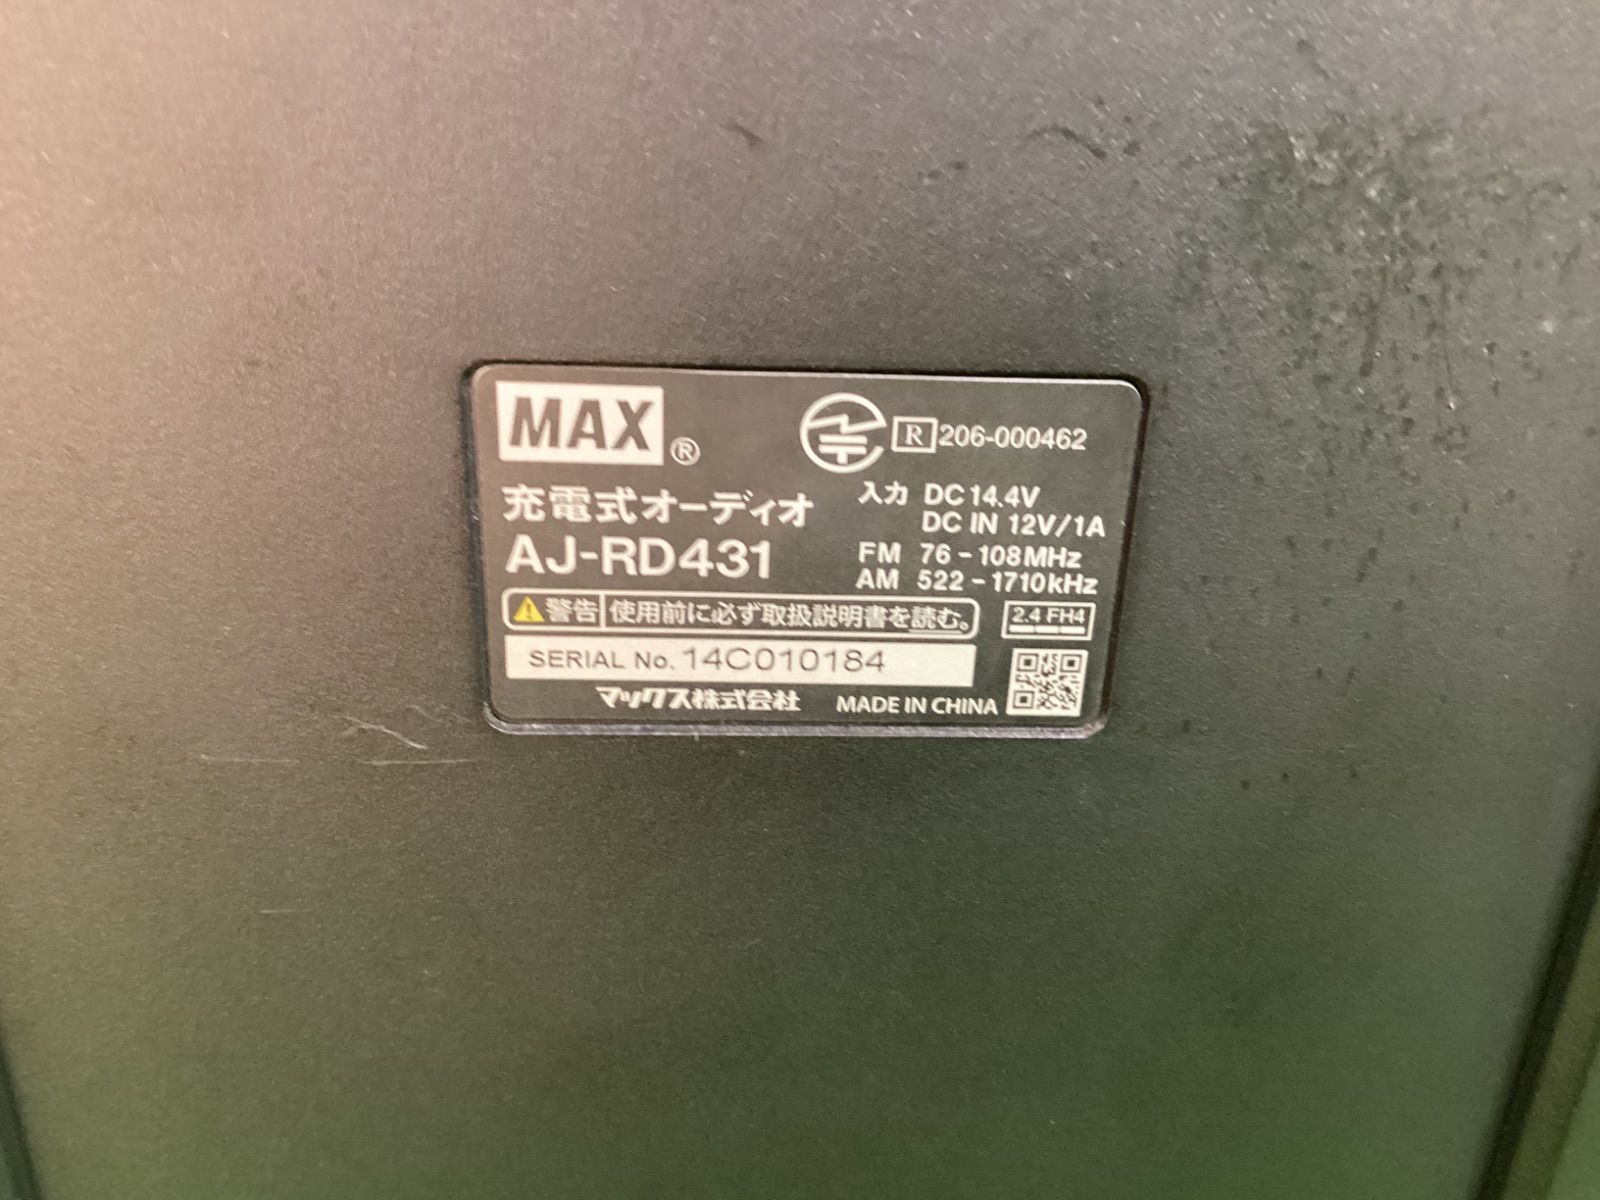 MAX®
R 206-000462
充電式オーディオ
AJ-RD431
入力 DC 14.4V
DC IN 12V/1A
FM 76-108MHz
AM 522-1710kHz
警告 使用前に必ず取扱説明書を読む。
2.4 FH4
SERIAL No. 14C010184
マックス株式会社 MADE IN CHINA